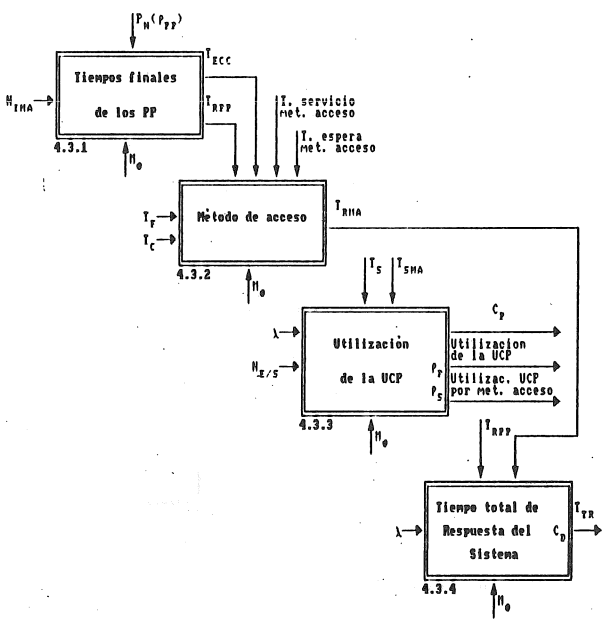 P_N(ρ_PP)
T_ECC
Tiempos finales
de los PP
N_IMA
T_RPP
4.3.1
M_0
T. servicio
met. acceso
T. espera
met. acceso
Método de acceso
T_F
T_C
T_RMA
4.3.2
M_0
T_S
T_SMA
C_P
λ
Utilización
de la UCP
N_E/S
Utilizacion
de la UCP
ρ_T
Utilizac. UCP
por met. acceso
ρ_S
4.3.3
M_0
T_RPP
Tiempo total de
Respuesta del
Sistema
λ
C_D
T_TR
4.3.4
M_0